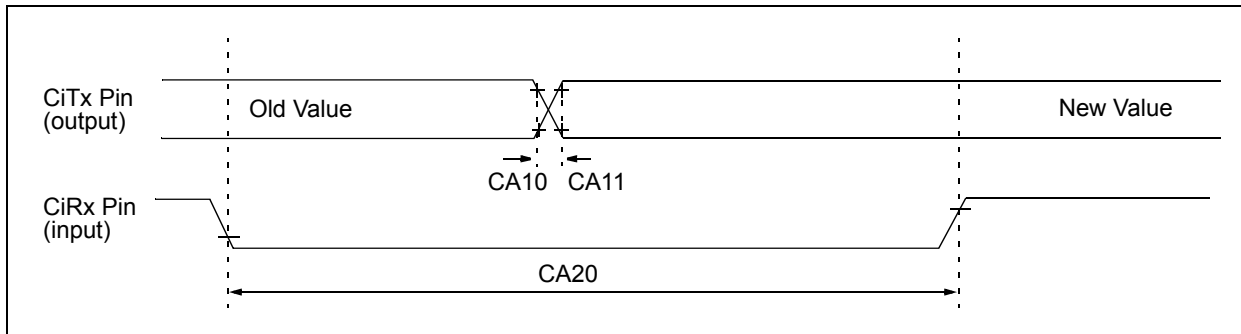 CiTx Pin
(output)
Old Value
New Value
CA10 CA11
CiRx Pin
(input)
CA20